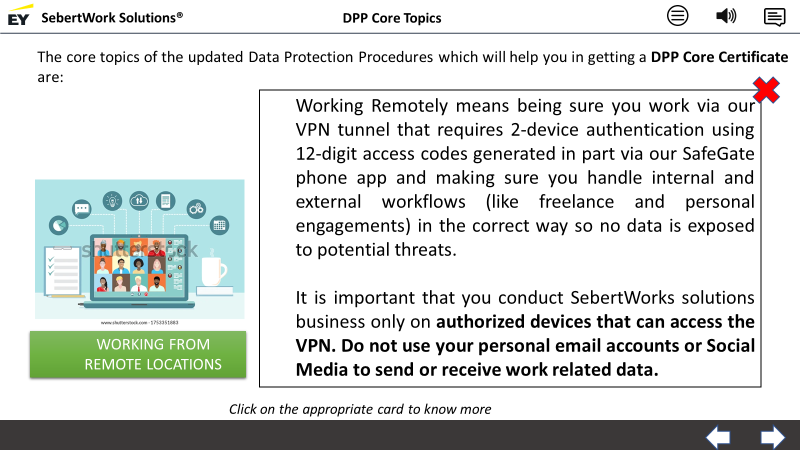 EY SebertWork Solutions®
DPP Core Topics
The core topics of the updated Data Protection Procedures which will help you in getting a DPP Core Certificate
are:
Working Remotely means being sure you work via our
VPN tunnel that requires 2-device authentication using
12-digit access codes generated in part via our SafeGate
phone app and making sure you handle internal and
external workflows (like freelance and personal
engagements) in the correct way so no data is exposed
to potential threats.
It is important that you conduct SebertWorks solutions
business only on authorized devices that can access the
VPN. Do not use your personal email accounts or Social
Media to send or receive work related data.
shutterstock
www.shutterstock.com · 1753351883
WORKING FROM
REMOTE LOCATIONS
Click on the appropriate card to know more